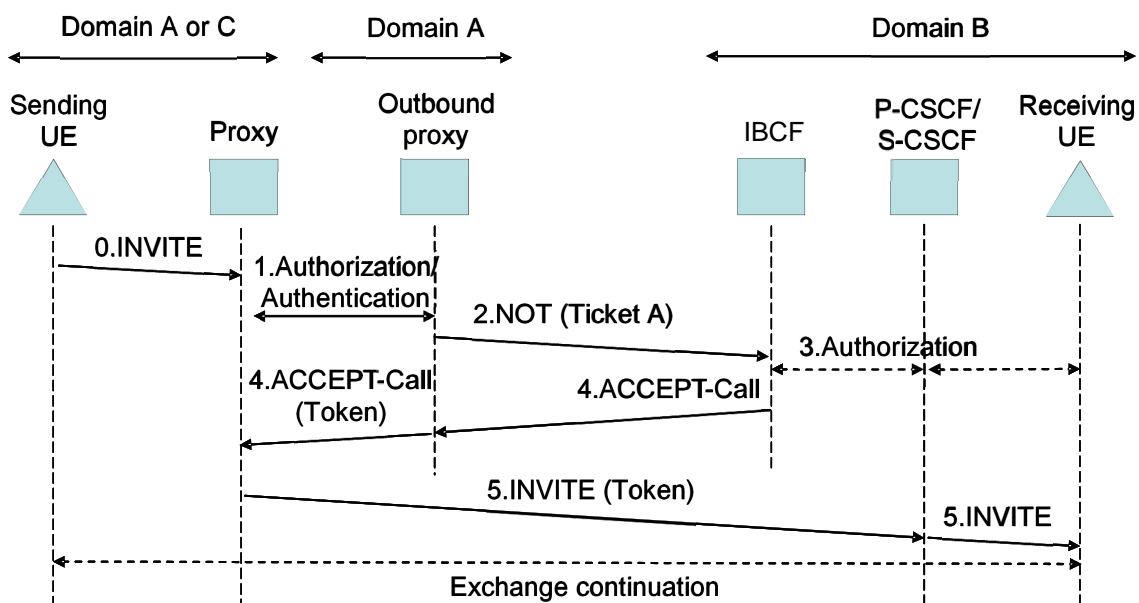 Domain A or C
Domain A
Domain B
Sending
UE
Proxy
Outbound
proxy
IBCF
P-CSCF/
S-CSCF
Receiving
UE
0.INVITE
1.Authorization/
Authentication
2.NOT (Ticket A)
3.Authorization
4.ACCEPT-Call
(Token)
4.ACCEPT-Call
5.INVITE (Token)
5.INVITE
Exchange continuation